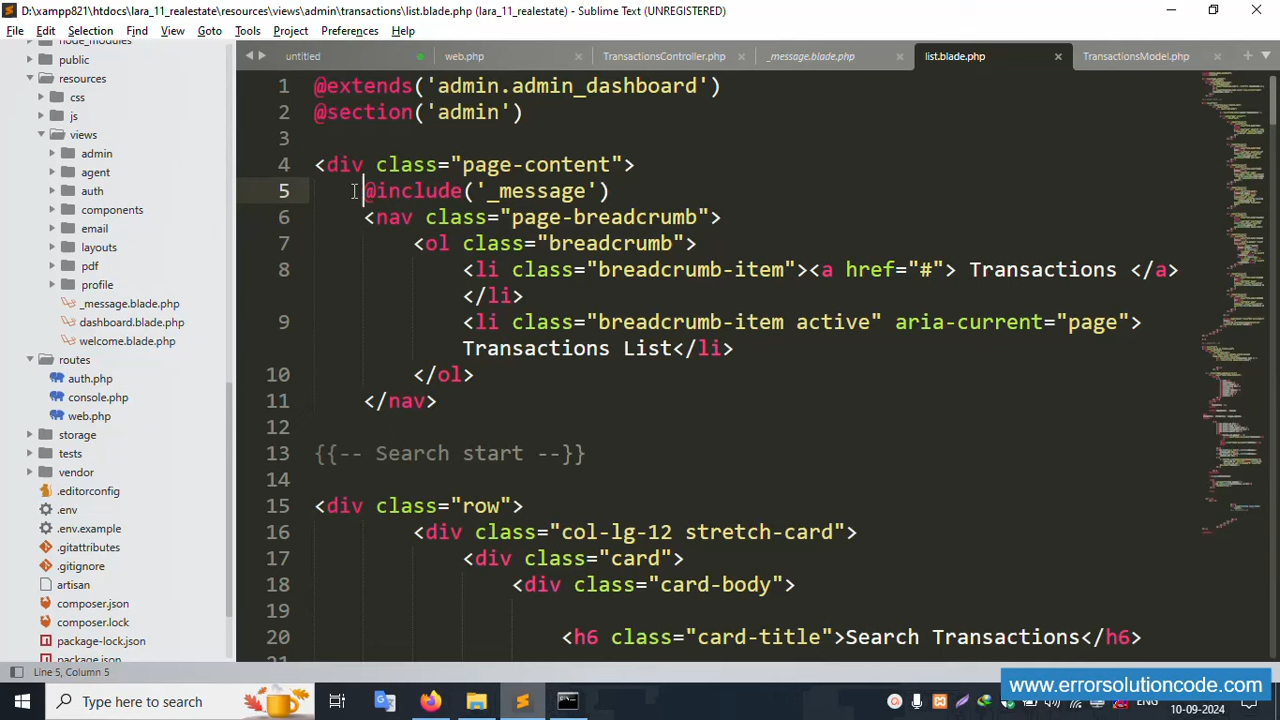 D:\xampp821\htdocs\lara_11_realestate\resources\views\admin\transactions\list.blade.php (lara_11_realestate) - Sublime Text (UNREGISTERED)
File Edit Selection Find View Goto Tools Project Preferences Help
node_modules
public
resources
css
js
views
admin
agent
auth
components
email
layouts
pdf
profile
_message.blade.php
dashboard.blade.php
welcome.blade.php
routes
auth.php
console.php
web.php
storage
tests
vendor
.editorconfig
.env
.env.example
.gitattributes
.gitignore
artisan
composer.json
composer.lock
package-lock.json
package.json
untitled web.php TransactionsController.php _message.blade.php list.blade.php TransactionsModel.php
1 @extends('admin.admin_dashboard')
2 @section('admin')
3
4 <div class="page-content">
5 @include('_message')
6 <nav class="page-breadcrumb">
7 <ol class="breadcrumb">
8 <li class="breadcrumb-item"><a href="#"> Transactions </a>
</li>
9 <li class="breadcrumb-item active" aria-current="page">
Transactions List</li>
10 </ol>
11 </nav>
12
13 {{-- Search start --}}
14
15 <div class="row">
16 <div class="col-lg-12 stretch-card">
17 <div class="card">
18 <div class="card-body">
19
20 <h6 class="card-title">Search Transactions</h6>
Line 5, Column 5
www.errorsolutioncode.com/
Type here to search
ENG
10-09-2024